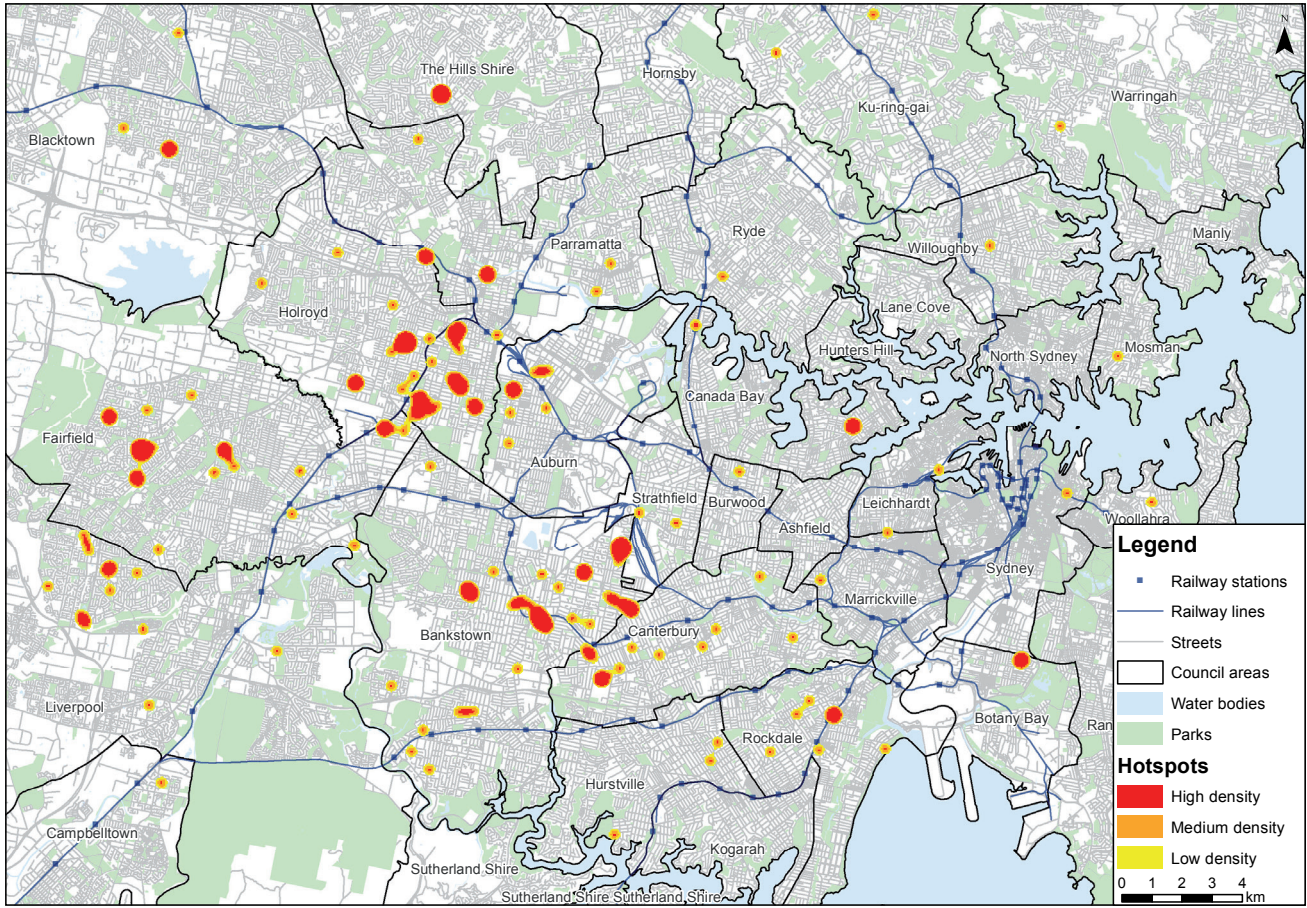 N
The Hills Shire
Hornsby
Ku-ring-gai
Warringah
Blacktown
Parramatta
Ryde
Willoughby
Manly
Holroyd
Lane Cove
Hunters Hill
North Sydney
Mosman
Canada Bay
Fairfield
Auburn
Strathfield
Burwood
Leichhardt
Ashfield
Woollahra
Sydney
Marrickville
Bankstown
Canterbury
Liverpool
Botany Bay
Ran
Rockdale
Hurstville
Campbelltown
Kogarah
Sutherland Shire
Sutherland Shire Sutherland Shire
Legend
Railway stations
Railway lines
Streets
Council areas
Water bodies
Parks
Hotspots
High density
Medium density
Low density
0 1 2 3 4
km